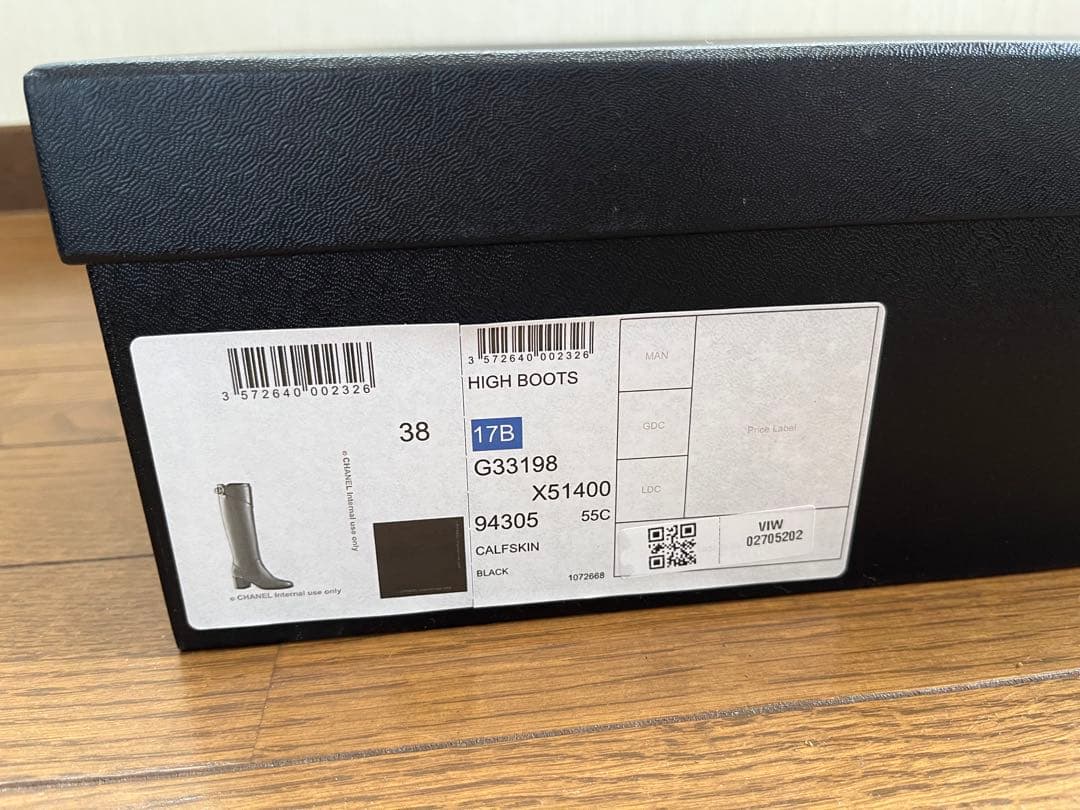 3 572640 002326
38
© CHANEL Internal use only
© CHANEL Internal use only
3 572640 002326
HIGH BOOTS
17B
G33198
X51400
94305 55C
CALFSKIN
BLACK 1072668
MAN
GDC
LDC
Price Label
VIW
02705202